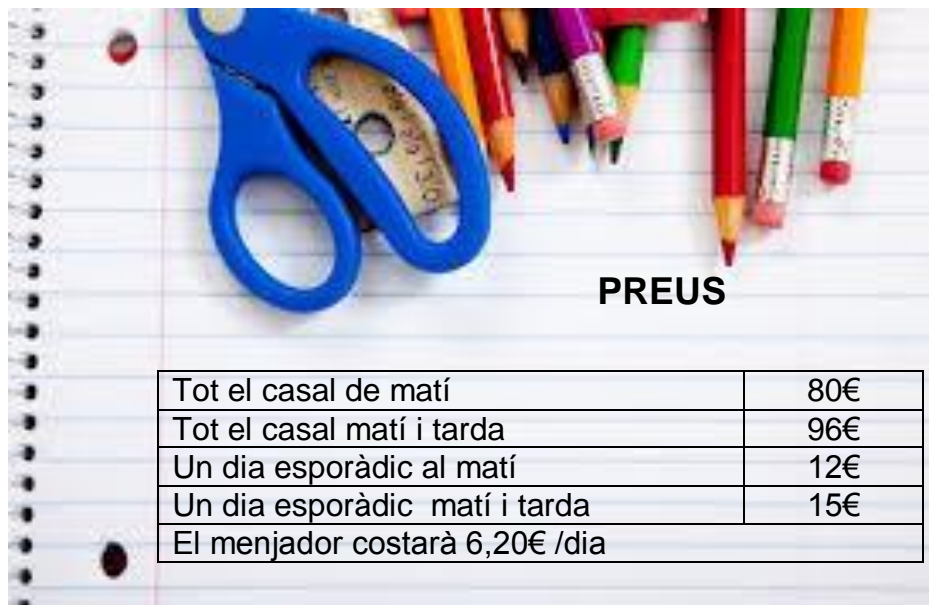 PREUS
Tot el casal de matí 80€
Tot el casal matí i tarda 96€
Un dia esporàdic al matí 12€
Un dia esporàdic matí i tarda 15€
El menjador costarà 6,20€ /dia